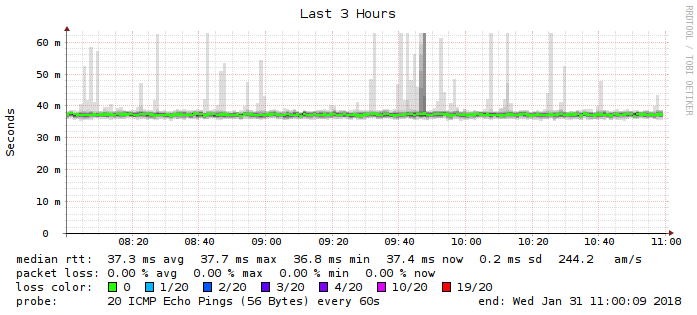 Last 3 Hours
RRDTOOL / TOBI OETIKER
Seconds
60 m
50 m
40 m
30 m
20 m
10 m
0
08:20 08:40 09:00 09:20 09:40 10:00 10:20 10:40 11:00
median rtt: 37.3 ms avg 37.7 ms max 36.8 ms min 37.4 ms now 0.2 ms sd 244.2 am/s
packet loss: 0.00 % avg 0.00 % max 0.00 % min 0.00 % now
loss color: 0 1/20 2/20 3/20 4/20 10/20 19/20
probe: 20 ICMP Echo Pings (56 Bytes) every 60s end: Wed Jan 31 11:00:09 2018